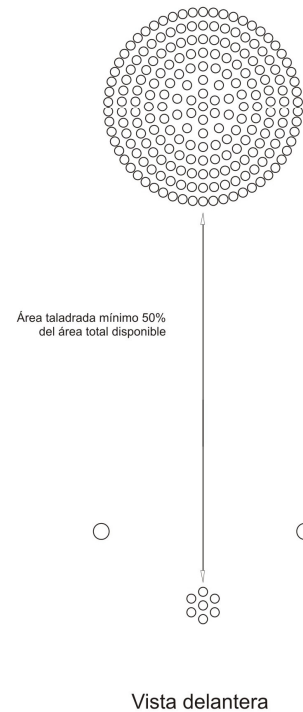 Área taladrada mínimo 50%
del área total disponible
Vista delantera